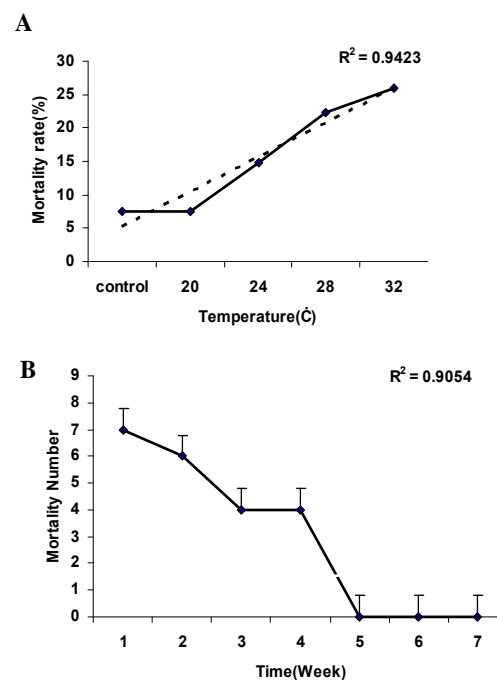 A
R² = 0.9423
Mortality rate(%)
30
25
20
15
10
5
0
control 20 24 28 32
Temperature(Ċ)
B
R² = 0.9054
Mortality Number
9
8
7
6
5
4
3
2
1
0
1 2 3 4 5 6 7
Time(Week)